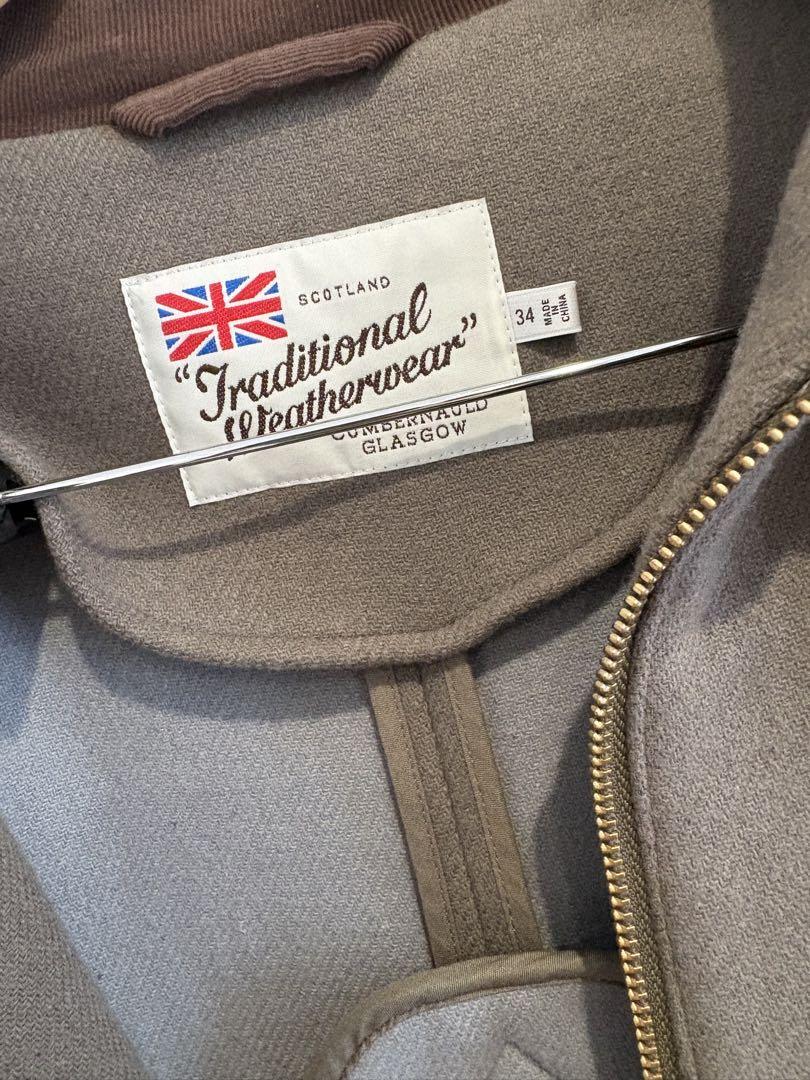 SCOTLAND
"Traditional
Weatherwear"
CUMBERNAULD
GLASGOW
34
MADE
IN
CHINA